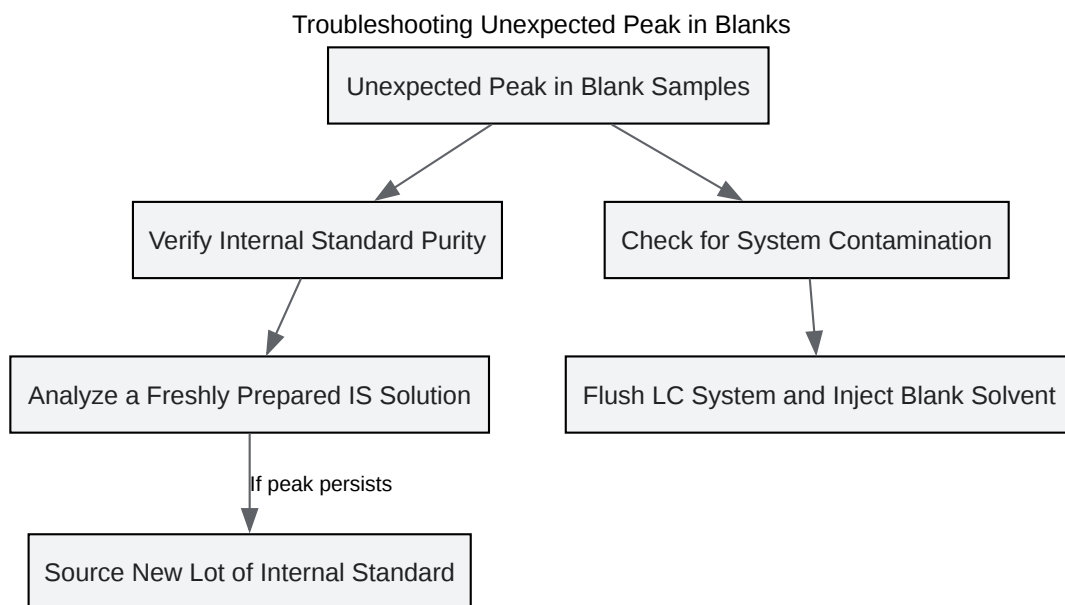 Troubleshooting Unexpected Peak in Blanks
Unexpected Peak in Blank Samples
Verify Internal Standard Purity
Check for System Contamination
Analyze a Freshly Prepared IS Solution
Flush LC System and Inject Blank Solvent
If peak persists
Source New Lot of Internal Standard